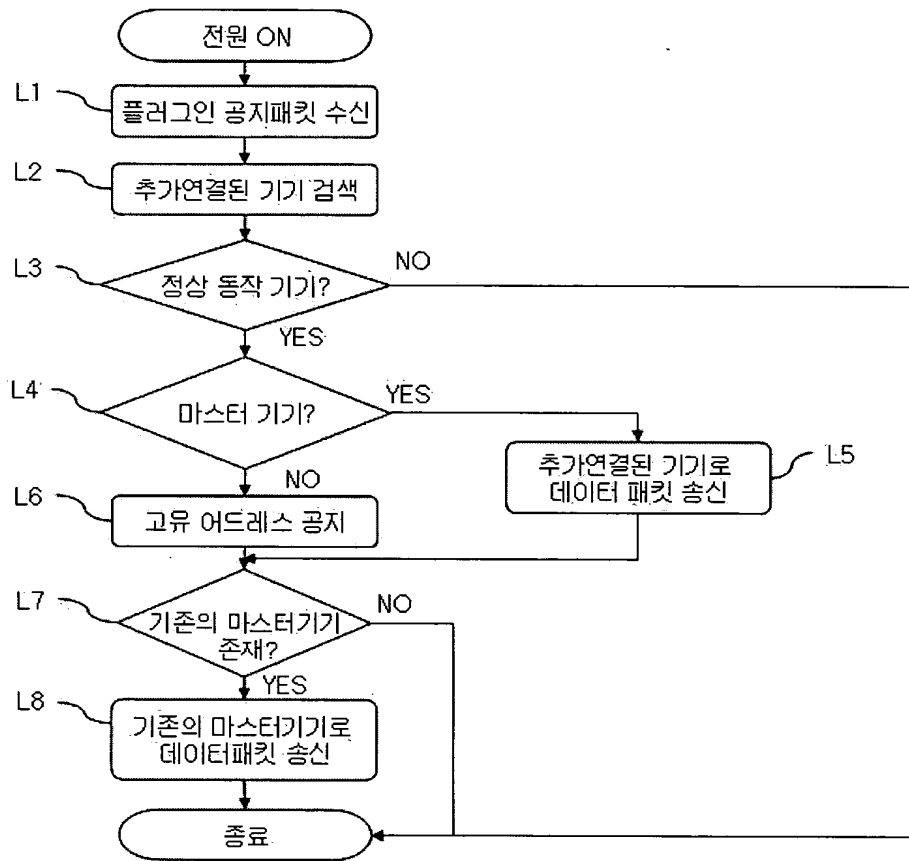 전원 ON
L1
플러그인 공지패킷 수신
L2
추가연결된 기기 검색
L3
정상 동작 기기?
NO
YES
L4
마스터 기기?
YES
NO
L5
추가연결된 기기로
데이터 패킷 송신
L6
고유 어드레스 공지
L7
기존의 마스터기기
존재?
NO
YES
L8
기존의 마스터기기로
데이터패킷 송신
종료